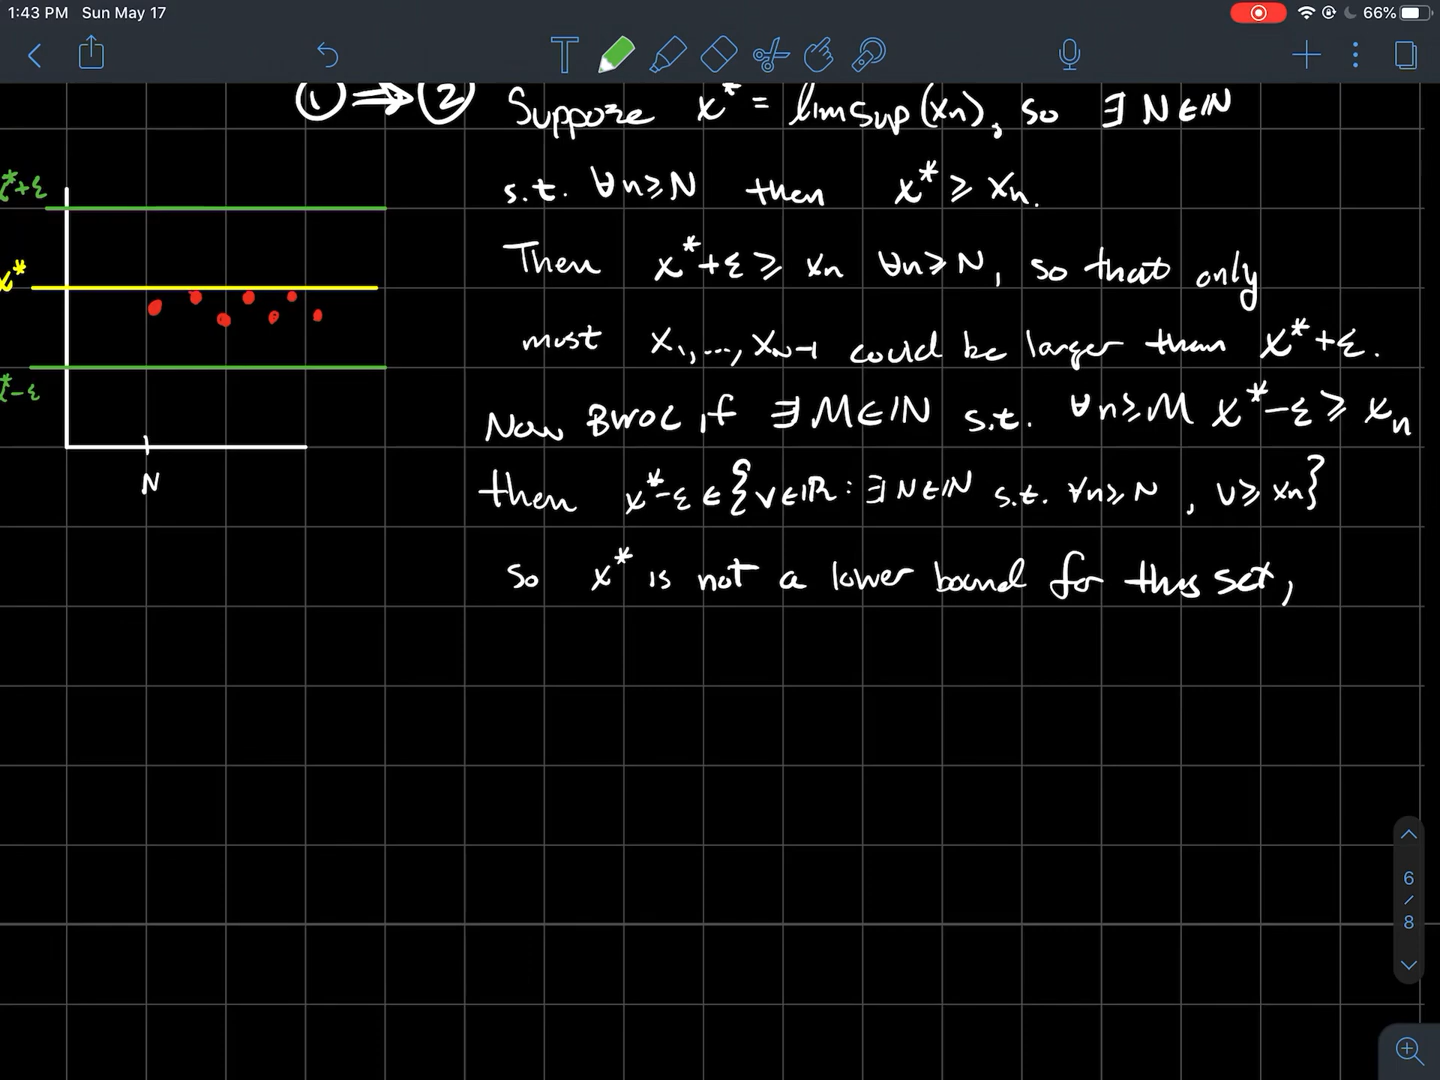 1:43 PM Sun May 17
66%
T
① ⇒ ② Suppose x* = limsup(xn), so ∃ N∈ℕ
s.t. ∀n≥N then x* ≥ xn.
Then x*+ε ≥ xn ∀n≥N, so that only
most x1,...,xN-1 could be larger than x*+ε.
Now BWOC, if ∃ M∈ℕ s.t. ∀n≥M x*-ε ≥ xn
then x*-ε ∈ {v∈ℝ : ∃ N∈ℕ s.t. ∀n≥N, v≥xn}
So x* is not a lower bound for this set,
x*+ε
x*
x*-ε
N
6
/
8